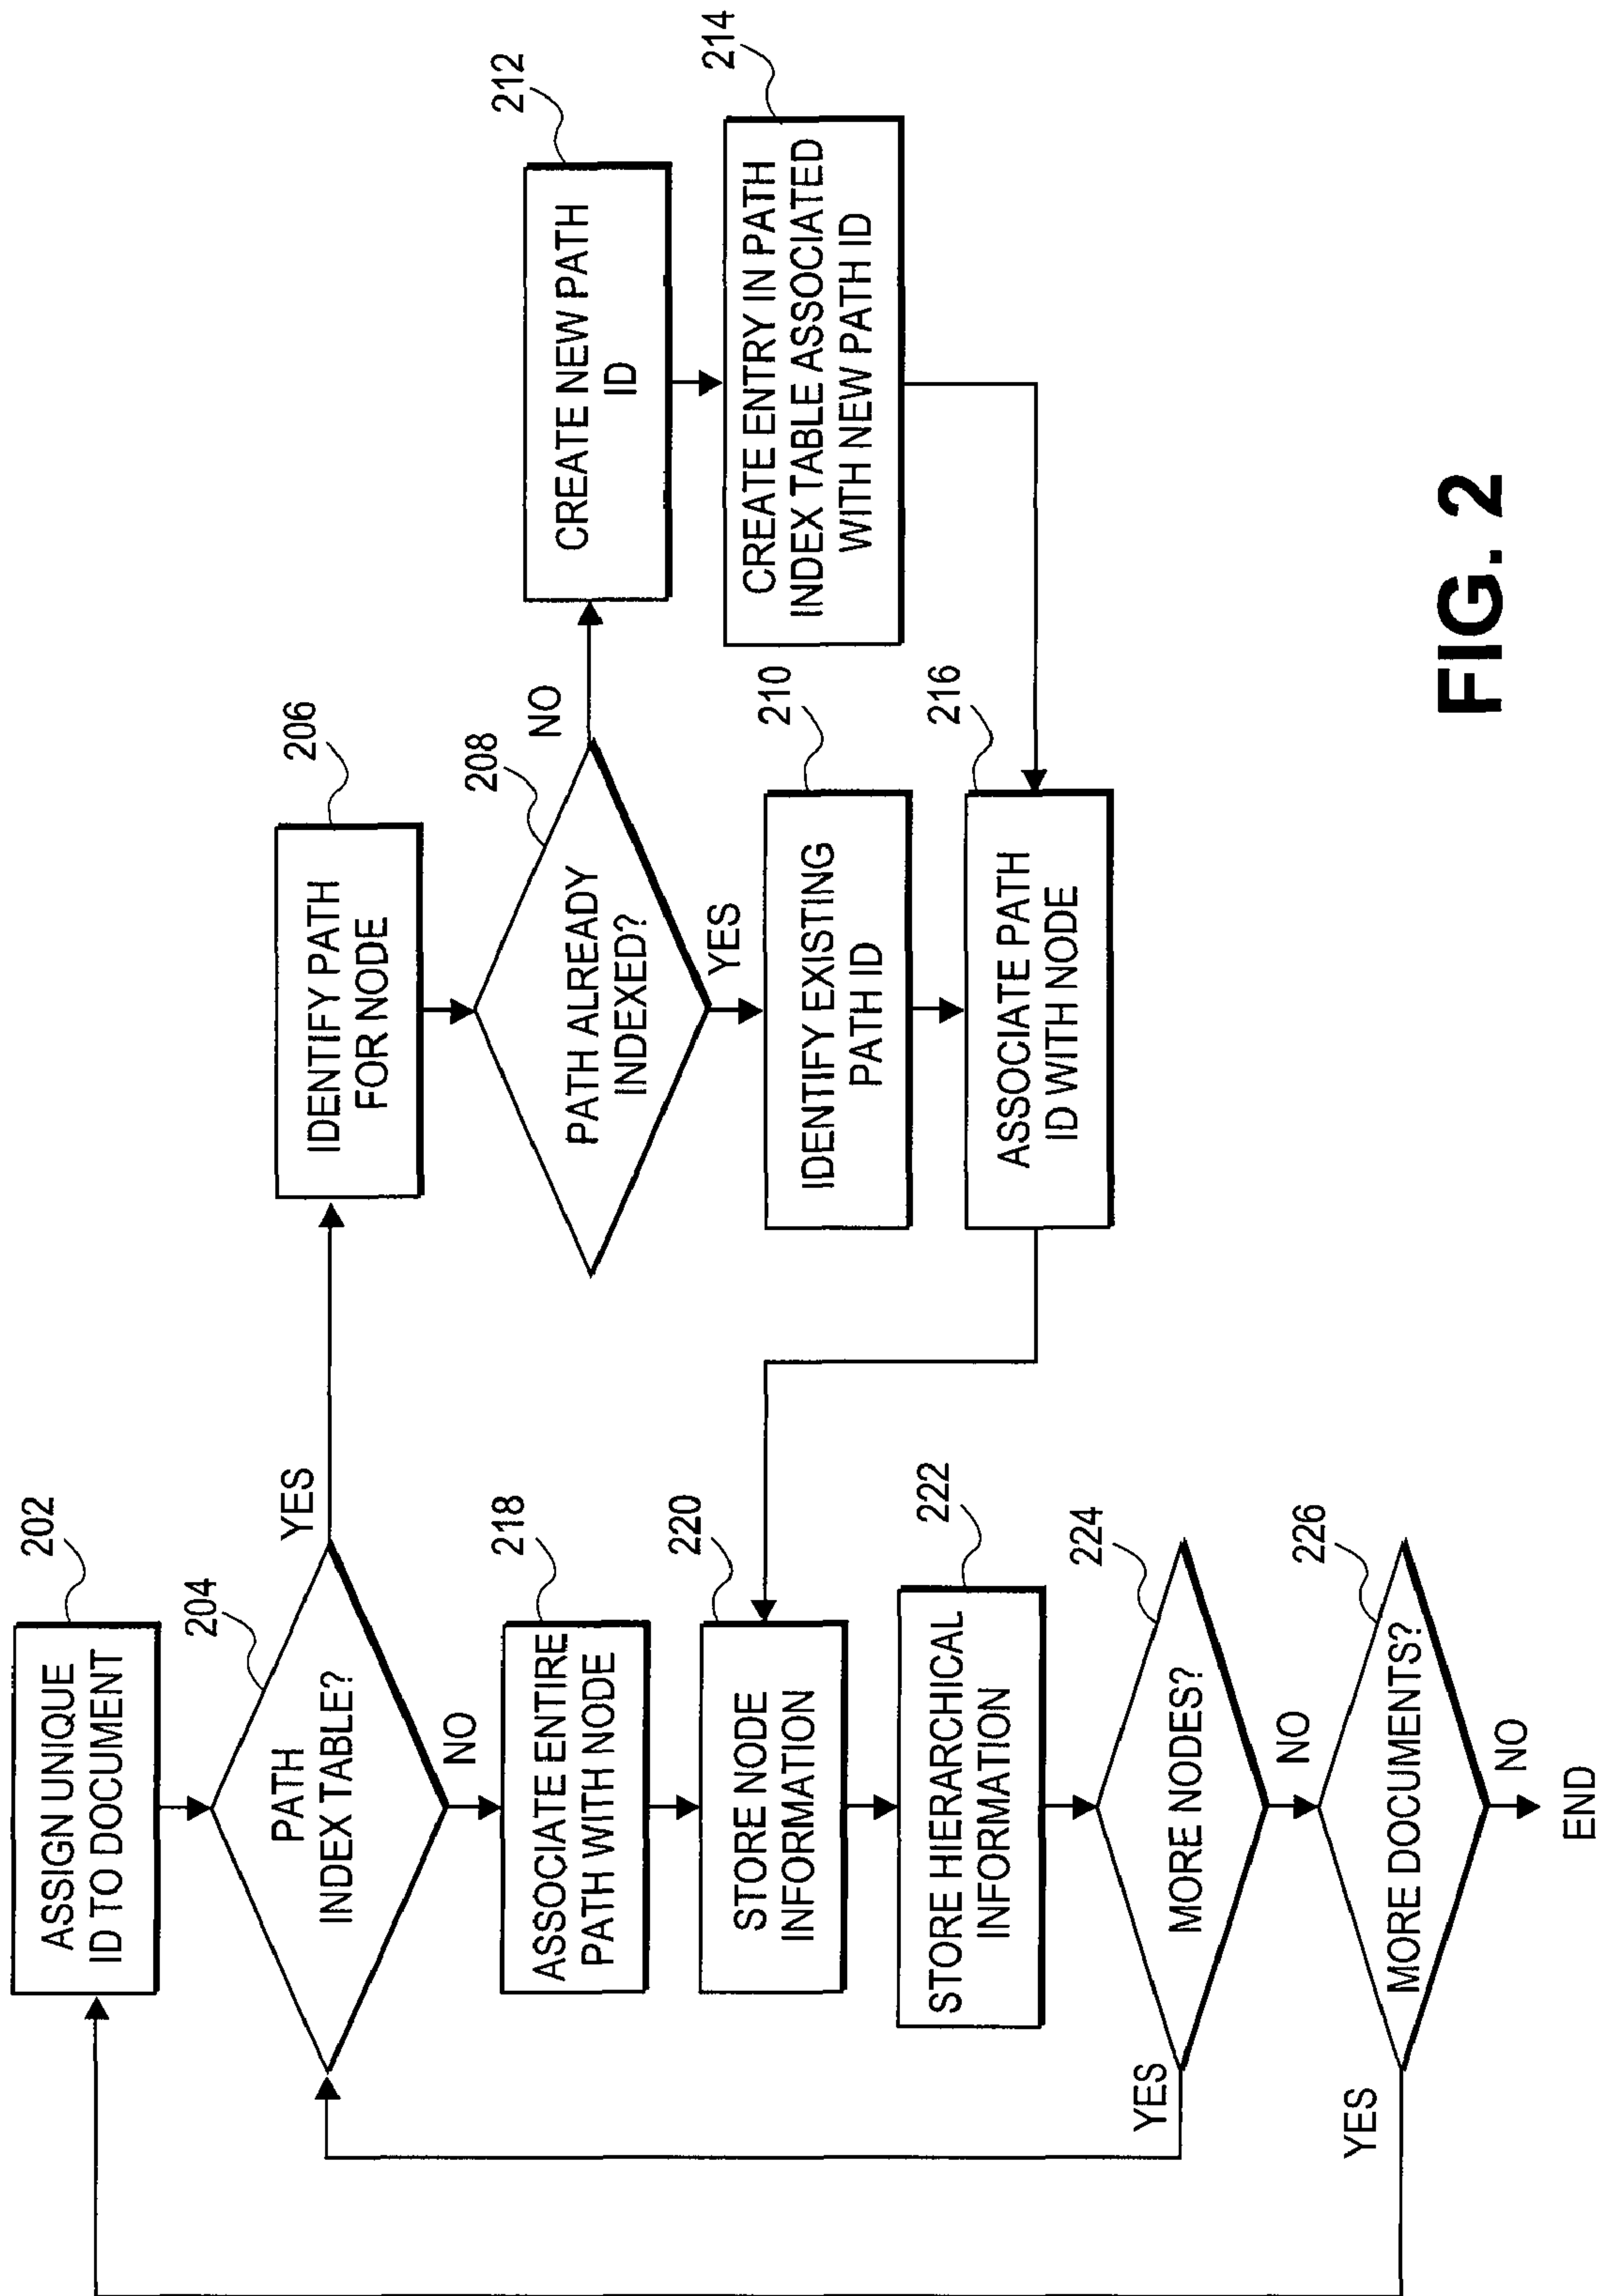 202
ASSIGN UNIQUE
ID TO DOCUMENT
204
PATH
INDEX TABLE?
YES
NO
206
IDENTIFY PATH
FOR NODE
208
PATH ALREADY
INDEXED?
NO
YES
212
CREATE NEW PATH
ID
214
CREATE ENTRY IN PATH
INDEX TABLE ASSOCIATED
WITH NEW PATH ID
210
IDENTIFY EXISTING
PATH ID
216
ASSOCIATE PATH
ID WITH NODE
218
ASSOCIATE ENTIRE
PATH WITH NODE
220
STORE NODE
INFORMATION
222
STORE HIERARCHICAL
INFORMATION
224
MORE NODES?
YES
NO
226
MORE DOCUMENTS?
YES
NO
END
FIG. 2